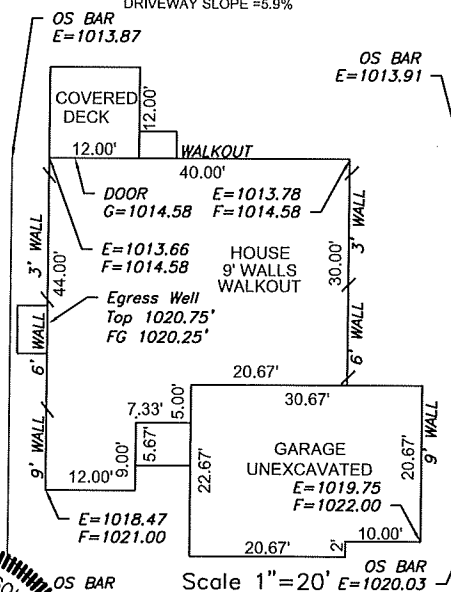 DRIVEWAY SLOPE =5.9%
OS BAR
E=1013.87
OS BAR
E=1013.91
COVERED
DECK
12.00'
12.00'
WALKOUT
40.00'
DOOR
G=1014.58
E=1013.78
F=1014.58
E=1013.66
F=1014.58
3' WALL
44.00'
HOUSE
9' WALLS
WALKOUT
30.00'
3' WALL
Egress Well
Top 1020.75'
FG 1020.25'
6' WALL
6' WALL
20.67'
30.67'
7.33'
5.00'
9' WALL
9.00'
5.67'
12.00'
22.67'
GARAGE
UNEXCAVATED
E=1019.75
F=1022.00
20.67'
9' WALL
E=1018.47
F=1021.00
20.67'
2'
10.00'
OS BAR
Scale 1"=20'
OS BAR
E=1020.03